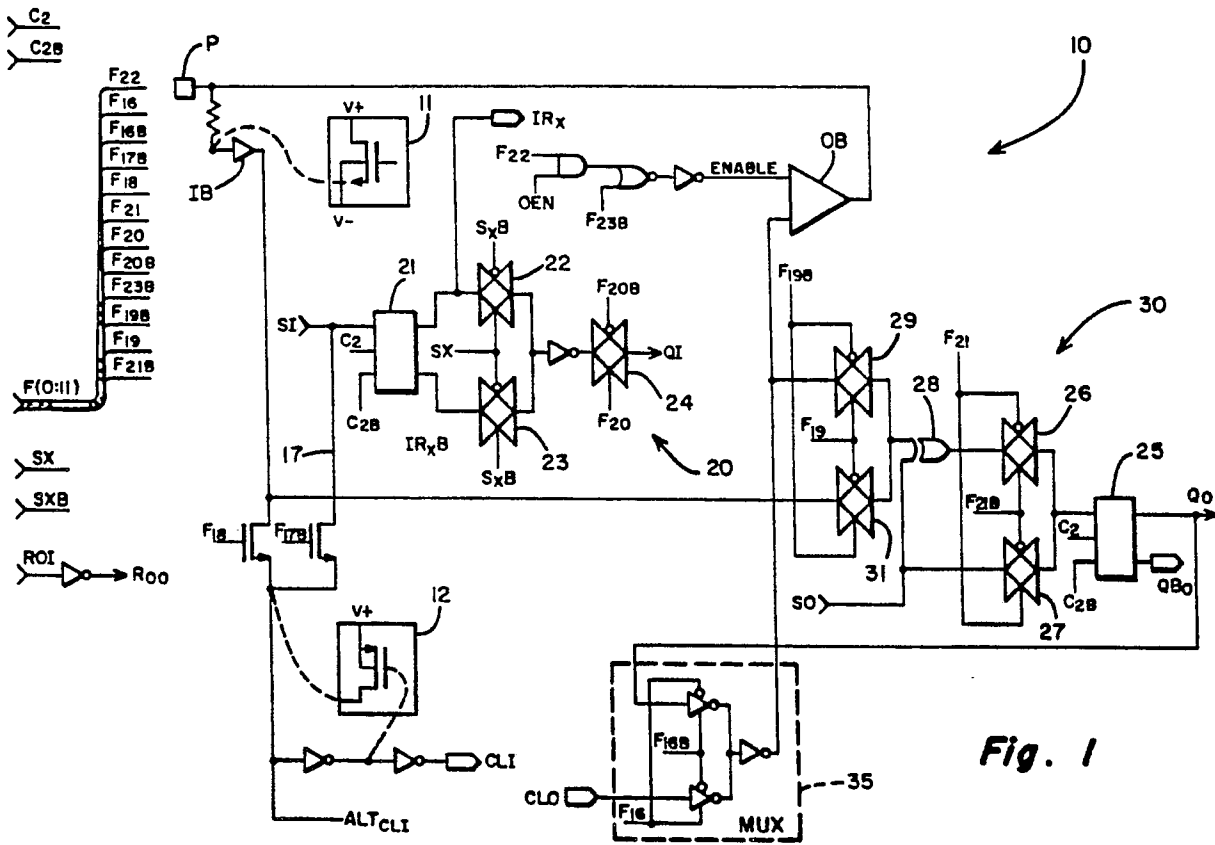 C2
C2B
P
F22
F16
F16B
F17B
F18
F21
F20
F20B
F23B
F19B
F19
F21B
F(0:11)
SX
SXB
ROI
ROO
IB
V+
11
V-
IRX
F22
OEN
F23B
ENABLE
OB
10
SXB
22
21
SI
C2
C2B
SX
F20B
QI
F20
24
IRXB
23
SXB
20
17
F18
F17B
F19B
29
F19
31
28
30
F21
26
25
F21B
C2
C2B
QO
QBO
SO
27
V+
12
CLI
ALTCLI
F16B
CLO
F16
MUX
35
Fig. 1